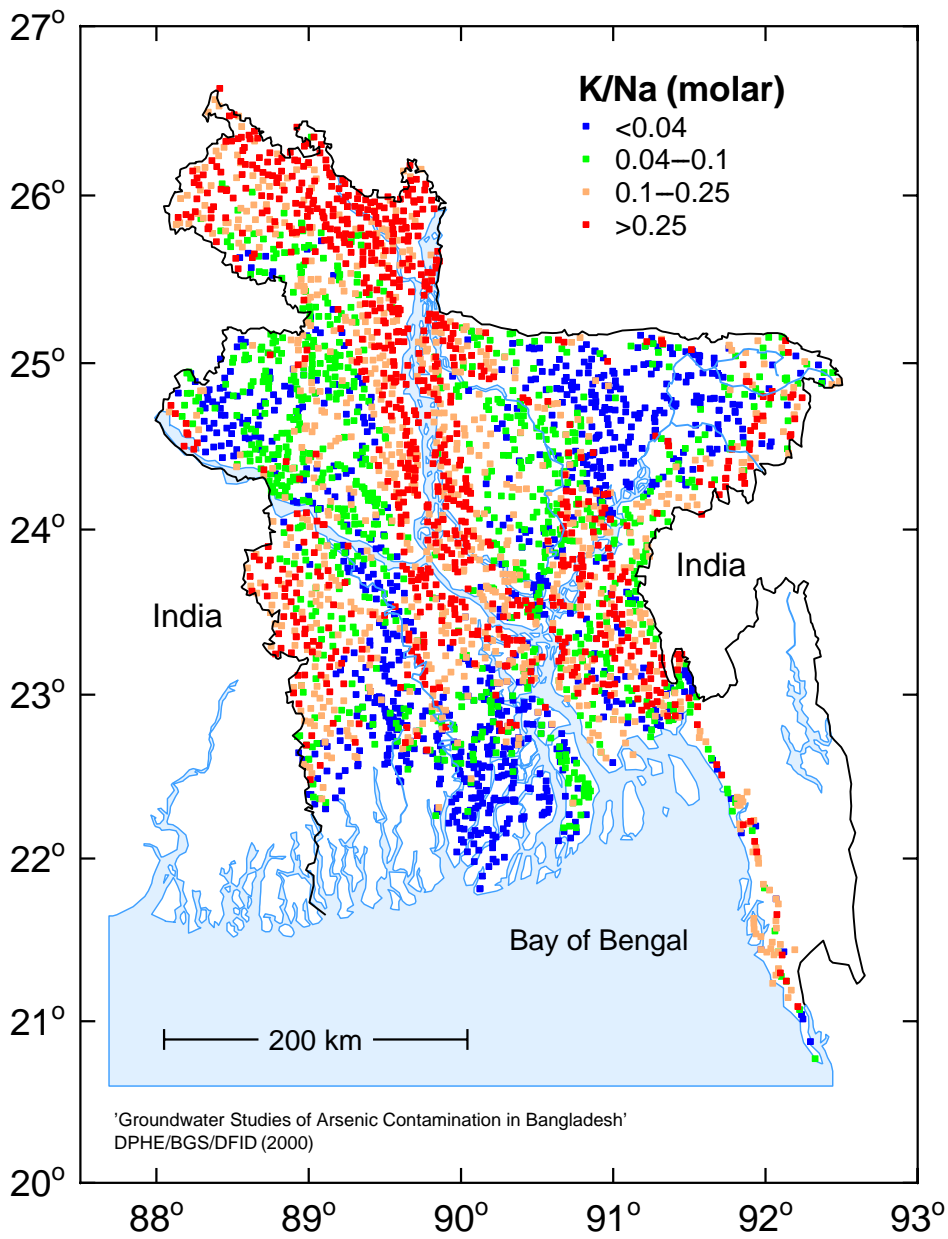 27°
K/Na (molar)
<0.04
0.04–0.1
0.1–0.25
>0.25
26°
25°
24°
India
India
23°
22°
Bay of Bengal
21°
200 km
'Groundwater Studies of Arsenic Contamination in Bangladesh'
DPHE/BGS/DFID (2000)
20°
88° 89° 90° 91° 92° 93°